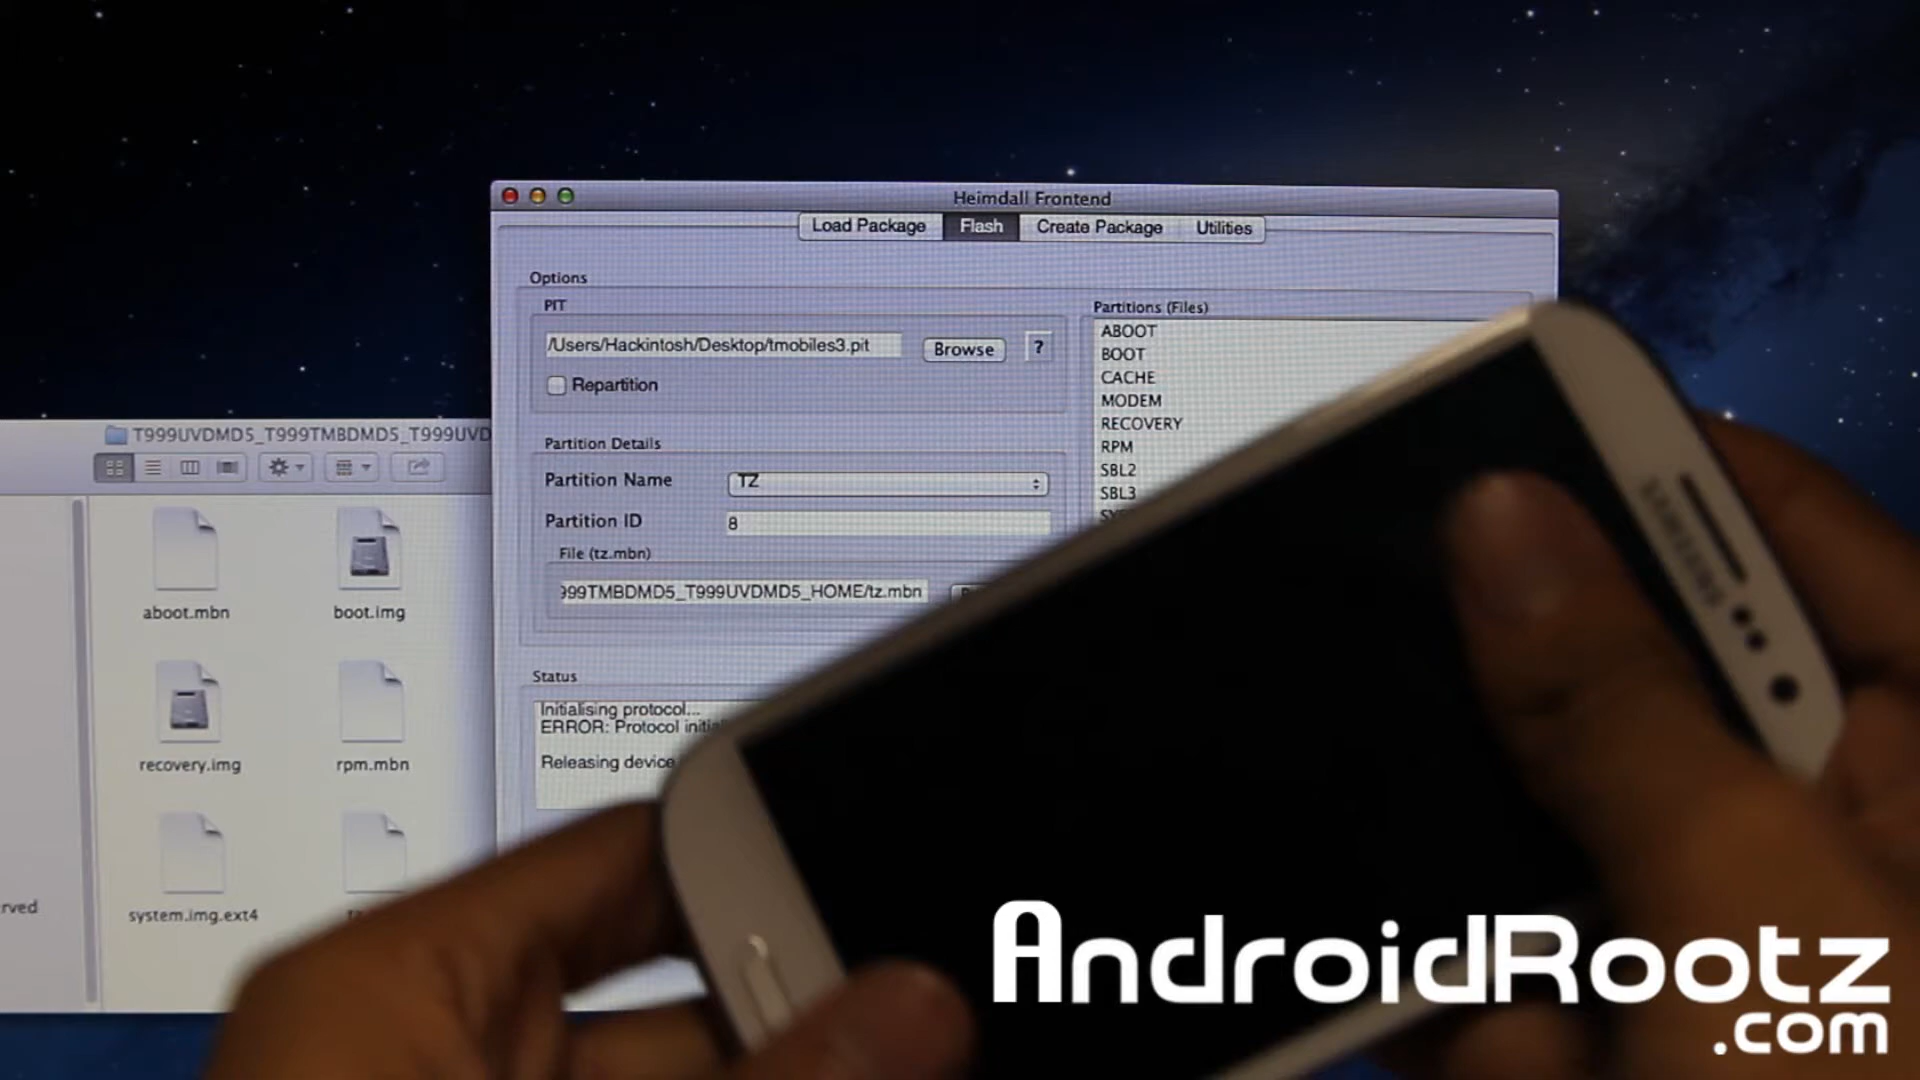 Heimdall Frontend
Load Package Flash Create Package Utilities
Options
PIT
/Users/Hackintosh/Desktop/tmobiles3.pit Browse ?
Repartition
Partition Details
Partition Name TZ
Partition ID 8
File (tz.mbn)
999TMBDMD5_T999UVDMD5_HOME/tz.mbn
Status
Initialising protocol...
ERROR: Protocol
Releasing device
Partitions (Files)
ABOOT
BOOT
CACHE
MODEM
RECOVERY
RPM
SBL2
SBL3
T999UVDMD5_T999TMBDMD5_T999UVD
aboot.mbn boot.img
recovery.img rpm.mbn
system.img.ext4
rved
SAMSUNG
AndroidRootz
.com